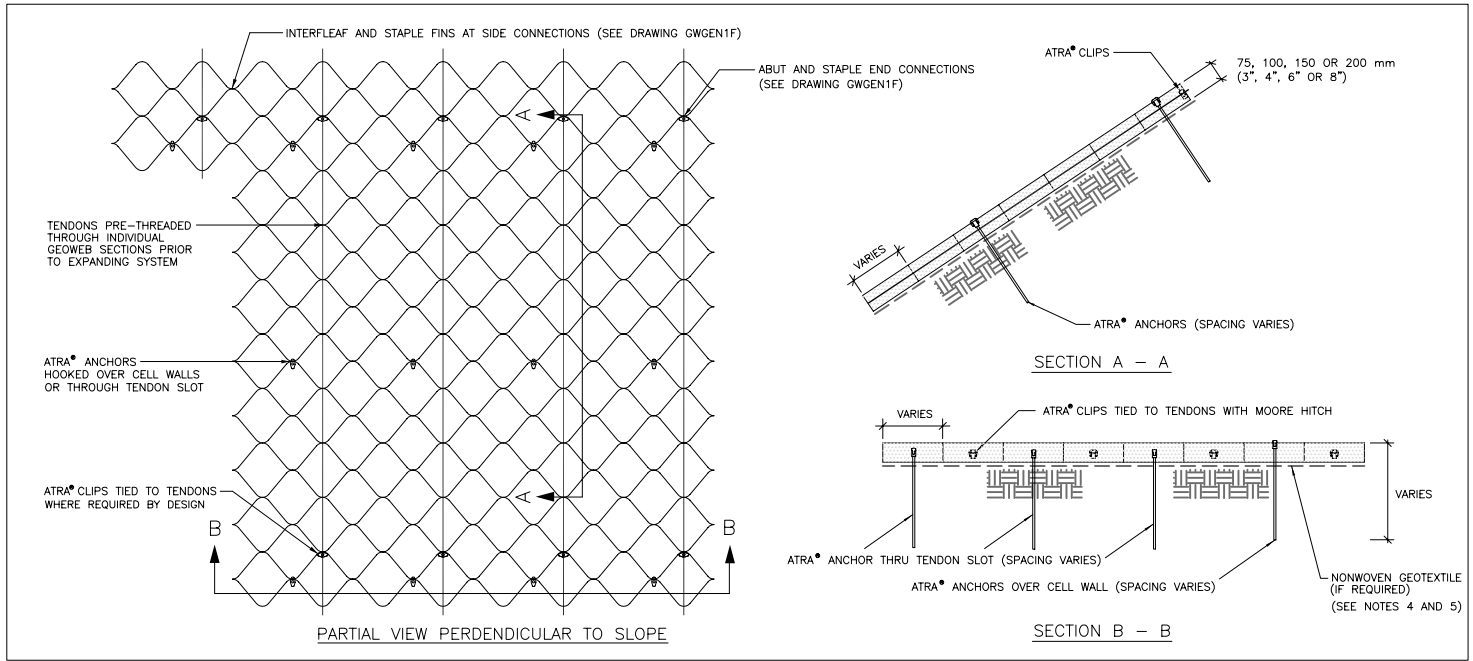 INTERFLEAF AND STAPLE FINS AT SIDE CONNECTIONS (SEE DRAWING GWGEN1F)
ABUT AND STAPLE END CONNECTIONS
(SEE DRAWING GWGEN1F)
A
TENDONS PRE-THREADED
THROUGH INDIVIDUAL
GEOWEB SECTIONS PRIOR
TO EXPANDING SYSTEM
ATRA® ANCHORS
HOOKED OVER CELL WALLS
OR THROUGH TENDON SLOT
ATRA® CLIPS TIED TO TENDONS
WHERE REQUIRED BY DESIGN
A
B
B
PARTIAL VIEW PERDENDICULAR TO SLOPE
ATRA® CLIPS
75, 100, 150 OR 200 mm
(3", 4", 6" OR 8")
VARIES
ATRA® ANCHORS (SPACING VARIES)
SECTION A - A
VARIES
ATRA® CLIPS TIED TO TENDONS WITH MOORE HITCH
VARIES
ATRA® ANCHOR THRU TENDON SLOT (SPACING VARIES)
ATRA® ANCHORS OVER CELL WALL (SPACING VARIES)
NONWOVEN GEOTEXTILE
(IF REQUIRED)
(SEE NOTES 4 AND 5)
SECTION B - B